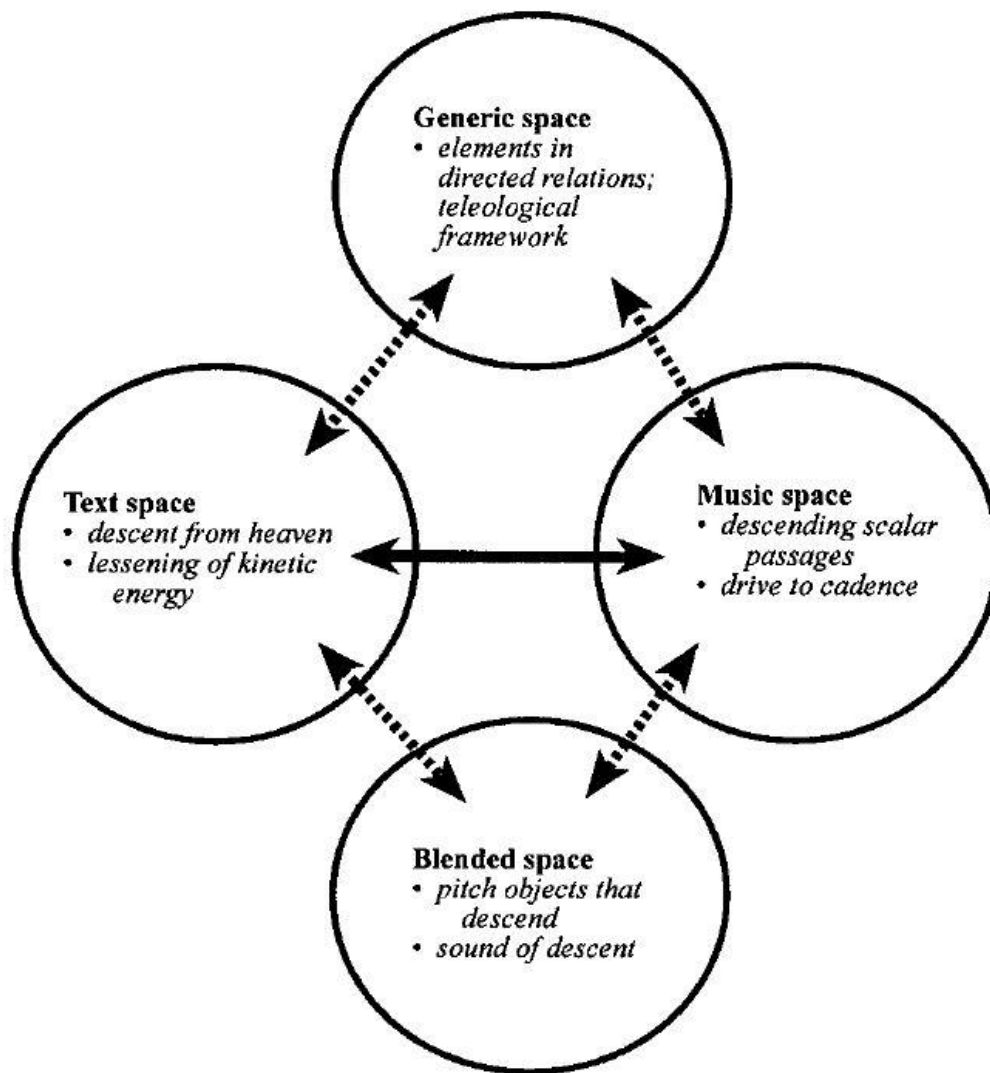 Generic space
• elements in
directed relations;
teleological
framework
Text space
• descent from heaven
• lessening of kinetic
energy
Music space
• descending scalar
passages
• drive to cadence
Blended space
• pitch objects that
descend
• sound of descent